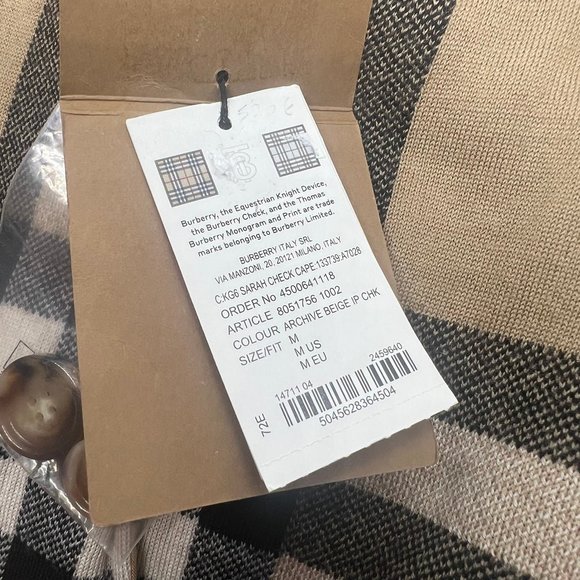 Burberry, the Equestrian Knight Device,
the Burberry Check, and the Thomas
Burberry Monogram and Print are trade
marks belonging to Burberry Limited.
BURBERRY ITALY SRL
VIA MANZONI, 20, 20121 MILANO, ITALY
C:KG6 SARAH CHECK CAPE:133739:A7028
ORDER No 4500641118
ARTICLE 8051756 1002
COLOUR ARCHIVE BEIGE IP CHK
SIZE/FIT M
M US
M EU
14711 04 2459640
72E
5045628364504